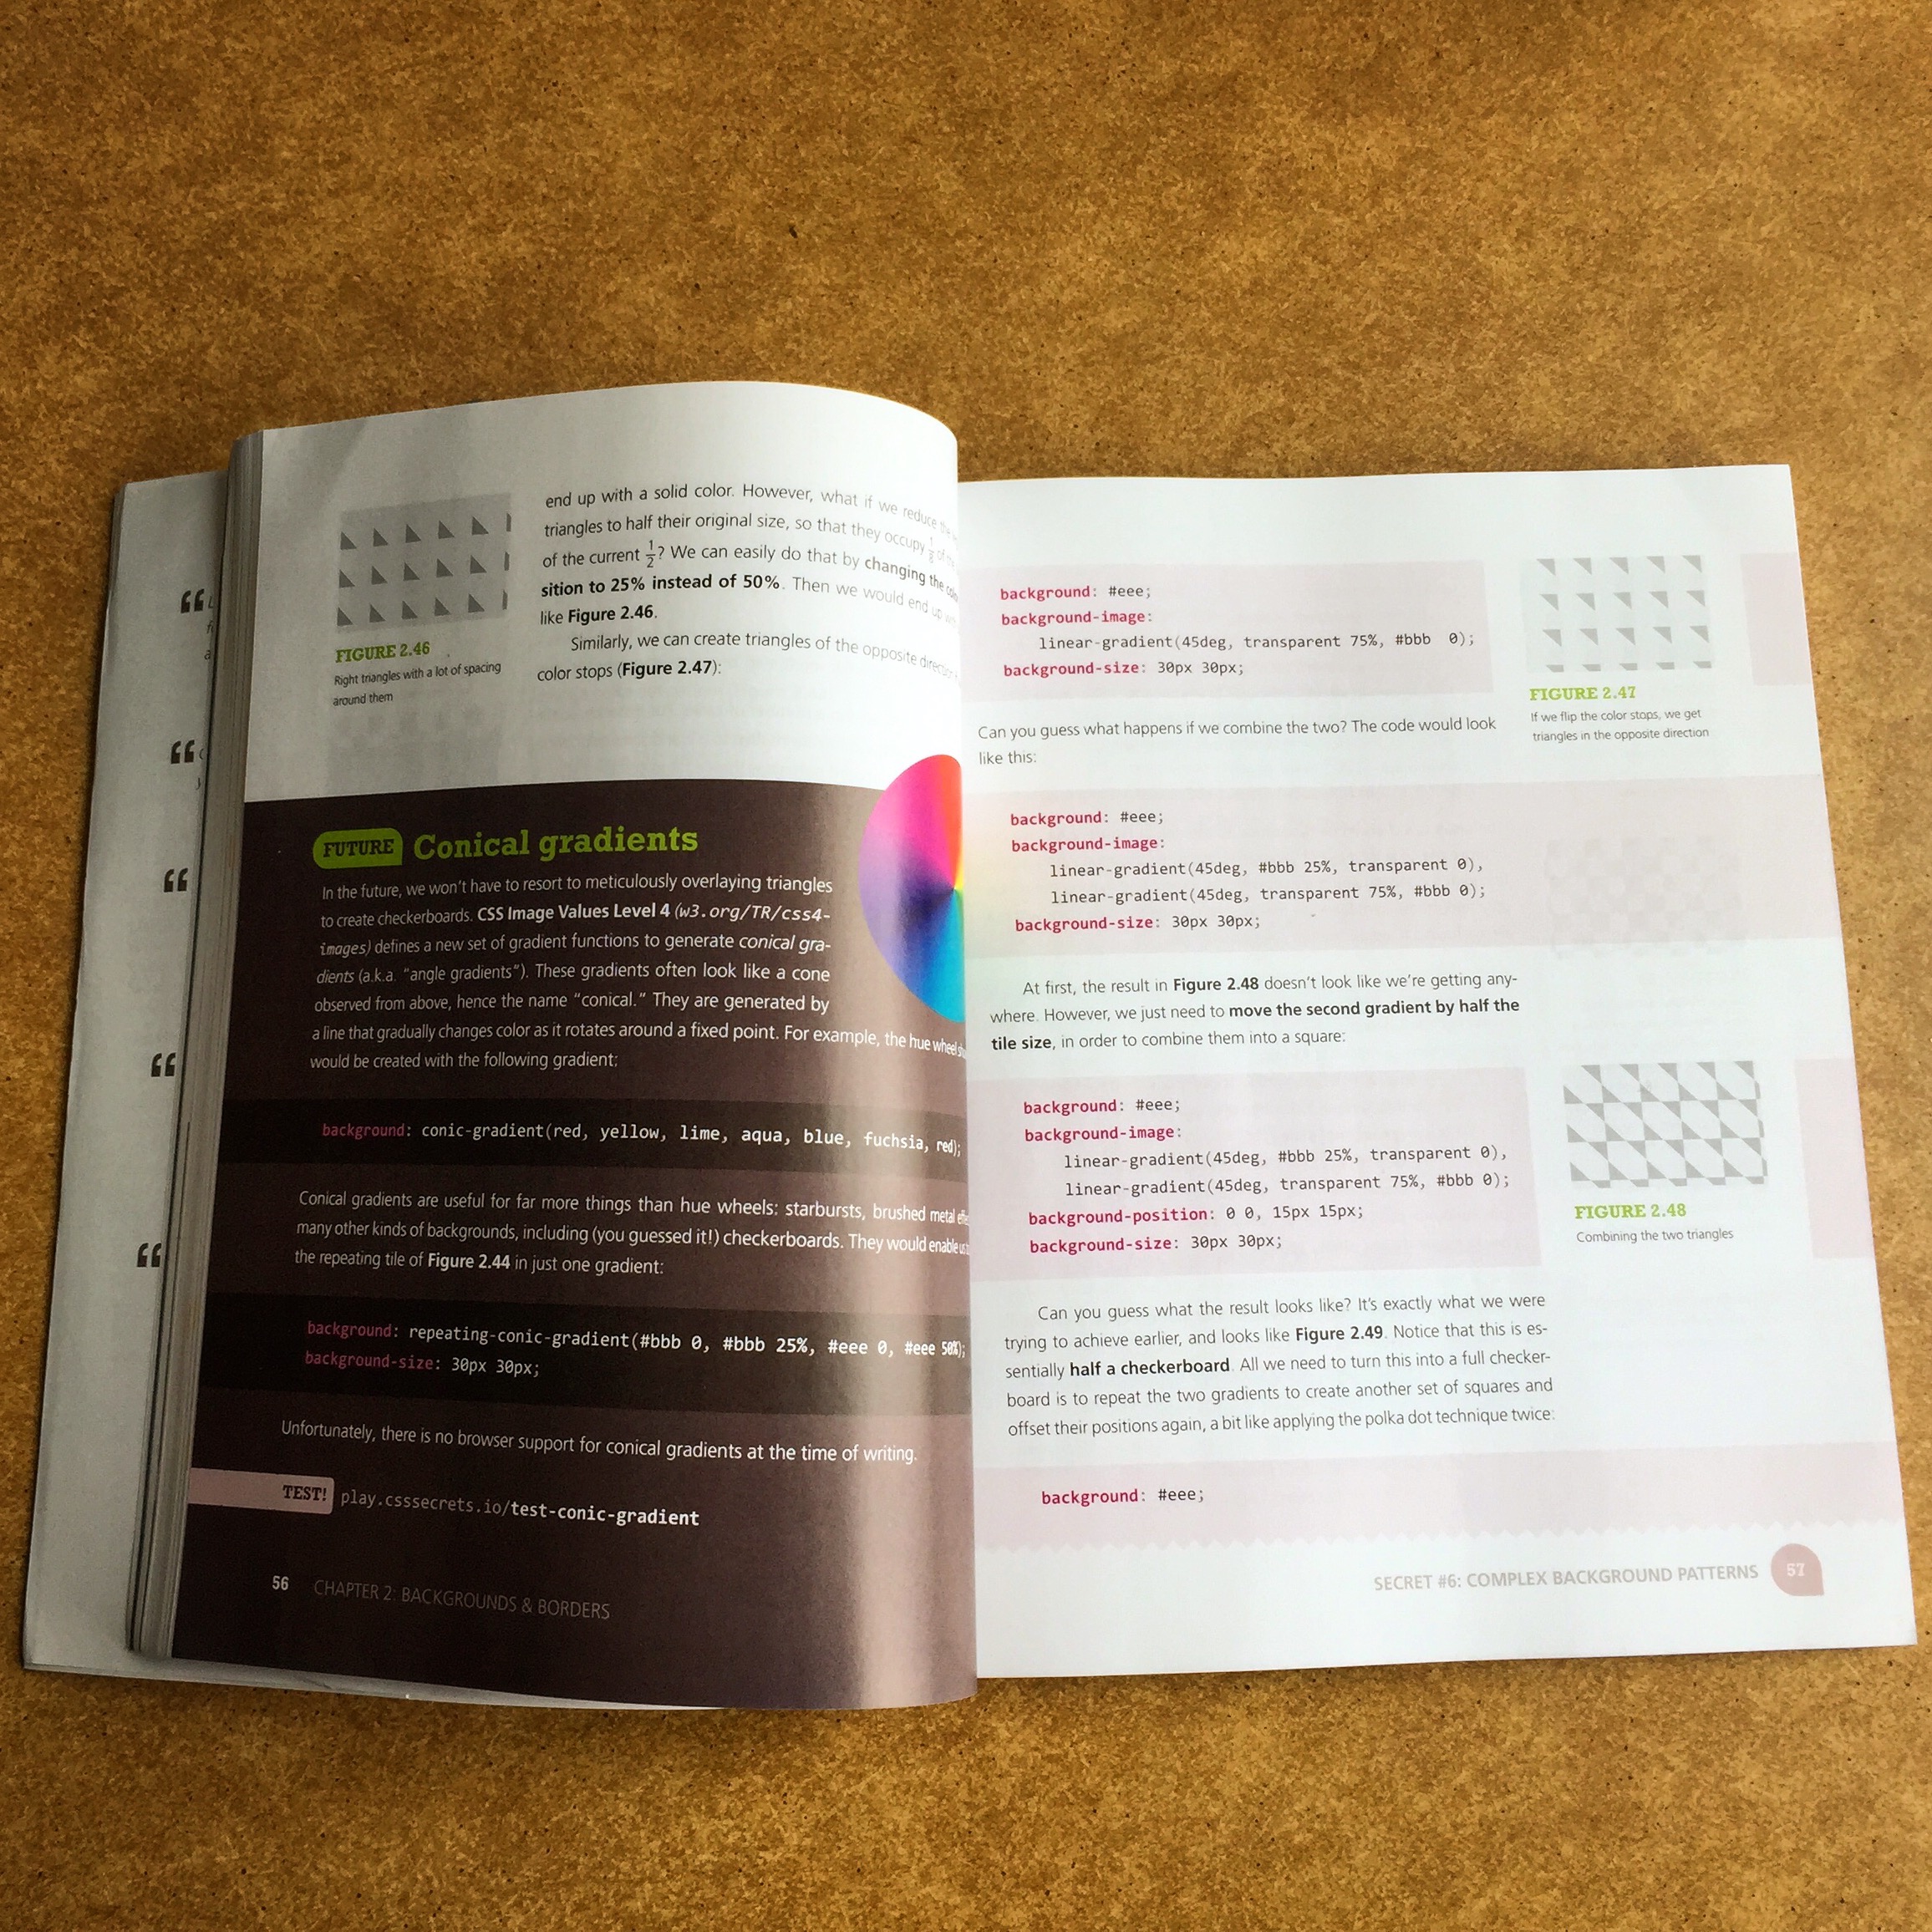 end up with a solid color. However, what if we reduce the
triangles to half their original size, so that they occupy 1/8 of the
of the current 1/2? We can easily do that by changing the color
sition to 25% instead of 50%. Then we would end up with
like Figure 2.46.
Similarly, we can create triangles of the opposite direction
color stops (Figure 2.47):
FIGURE 2.46
Right triangles with a lot of spacing
around them
FUTURE Conical gradients
In the future, we won't have to resort to meticulously overlaying triangles
to create checkerboards. CSS Image Values Level 4 (w3.org/TR/css4-
images) defines a new set of gradient functions to generate conical gra-
dients (a.k.a. "angle gradients"). These gradients often look like a cone
observed from above, hence the name "conical." They are generated by
a line that gradually changes color as it rotates around a fixed point. For example, the hue wheel
would be created with the following gradient:
background: conic-gradient(red, yellow, lime, aqua, blue, fuchsia, red);
Conical gradients are useful for far more things than hue wheels: starbursts, brushed metal
many other kinds of backgrounds, including (you guessed it!) checkerboards. They would enable us
the repeating tile of Figure 2.44 in just one gradient:
background: repeating-conic-gradient(#bbb 0, #bbb 25%, #eee 0, #eee 50%);
background-size: 30px 30px;
Unfortunately, there is no browser support for conical gradients at the time of writing.
TEST! play.csssecrets.io/test-conic-gradient
56 CHAPTER 2: BACKGROUNDS & BORDERS
background: #eee;
background-image:
linear-gradient(45deg, transparent 75%, #bbb 0);
background-size: 30px 30px;
FIGURE 2.47
If we flip the color stops, we get
triangles in the opposite direction
Can you guess what happens if we combine the two? The code would look
like this:
background: #eee;
background-image:
linear-gradient(45deg, #bbb 25%, transparent 0),
linear-gradient(45deg, transparent 75%, #bbb 0);
background-size: 30px 30px;
At first, the result in Figure 2.48 doesn't look like we're getting any-
where. However, we just need to move the second gradient by half the
tile size, in order to combine them into a square:
background: #eee;
background-image:
linear-gradient(45deg, #bbb 25%, transparent 0),
linear-gradient(45deg, transparent 75%, #bbb 0);
background-position: 0 0, 15px 15px;
background-size: 30px 30px;
FIGURE 2.48
Combining the two triangles
Can you guess what the result looks like? It's exactly what we were
trying to achieve earlier, and looks like Figure 2.49. Notice that this is es-
sentially half a checkerboard. All we need to turn this into a full checker-
board is to repeat the two gradients to create another set of squares and
offset their positions again, a bit like applying the polka dot technique twice:
background: #eee;
SECRET #6: COMPLEX BACKGROUND PATTERNS 57